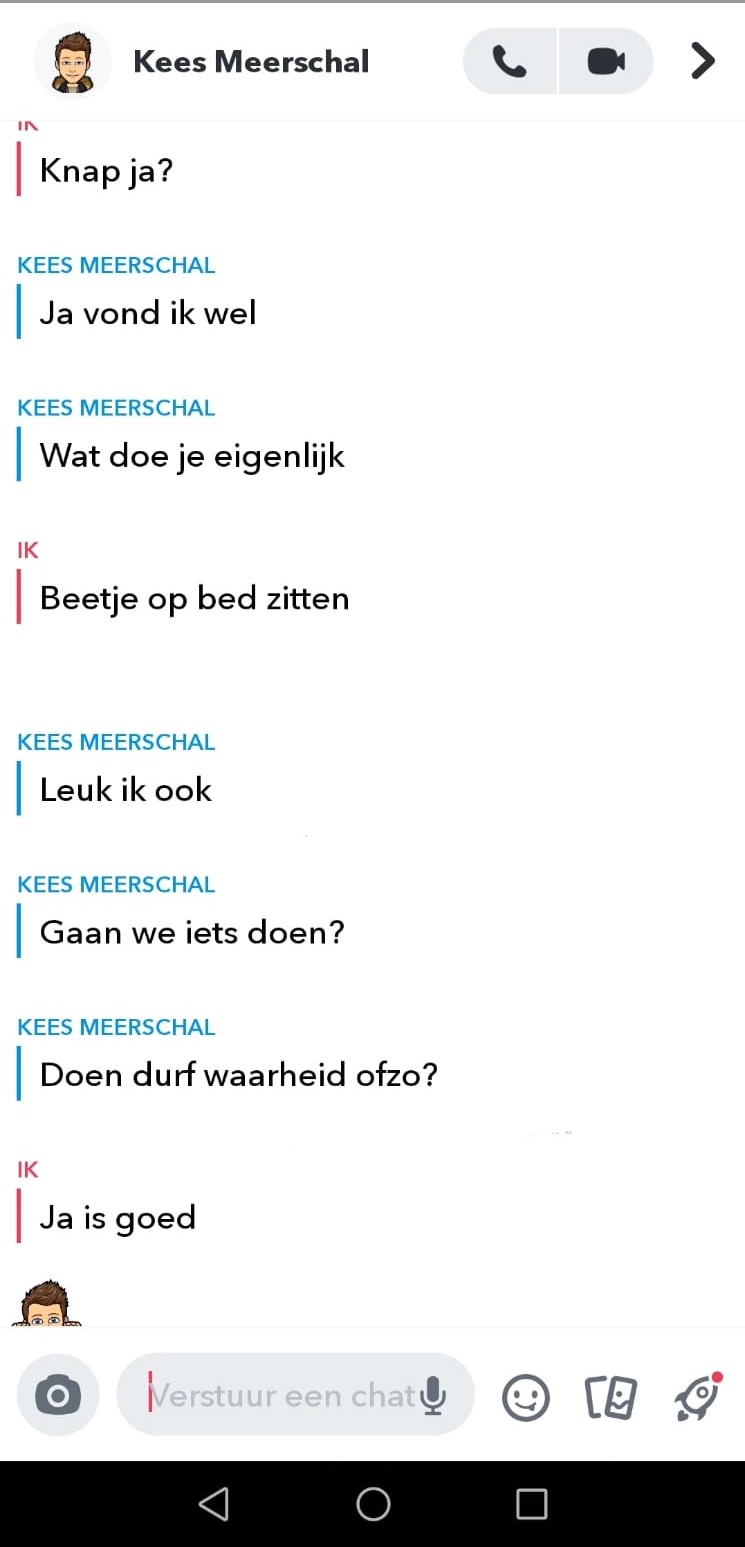 Kees Meerschal
IK
Knap ja?
KEES MEERSCHAL
Ja vond ik wel
KEES MEERSCHAL
Wat doe je eigenlijk
IK
Beetje op bed zitten
KEES MEERSCHAL
Leuk ik ook
KEES MEERSCHAL
Gaan we iets doen?
KEES MEERSCHAL
Doen durf waarheid ofzo?
IK
Ja is goed
Verstuur een chat